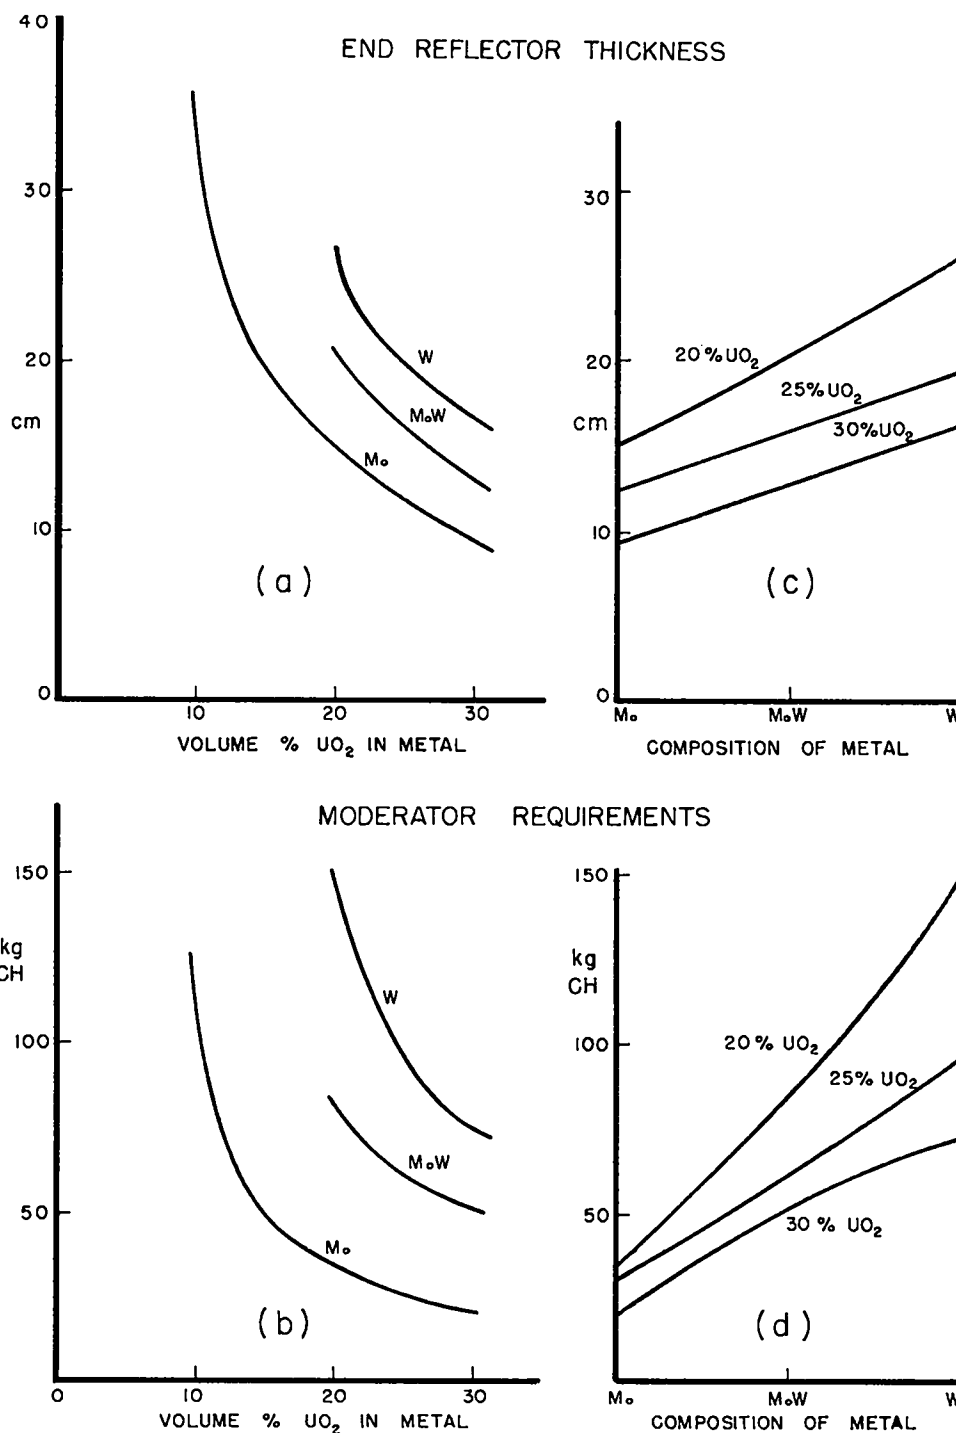 END REFLECTOR THICKNESS
40
30
20
cm
10
0
W
MoW
Mo
(a)
10 20 30
VOLUME % UO₂ IN METAL
30
20
cm
10
0
20%UO₂
25%UO₂
30%UO₂
(c)
Mo MoW W
COMPOSITION OF METAL
MODERATOR REQUIREMENTS
150
kg
CH
100
50
W
MoW
Mo
(b)
0 10 20 30
VOLUME % UO₂ IN METAL
150
kg
CH
100
50
20% UO₂
25% UO₂
30% UO₂
(d)
Mo MoW W
COMPOSITION OF METAL